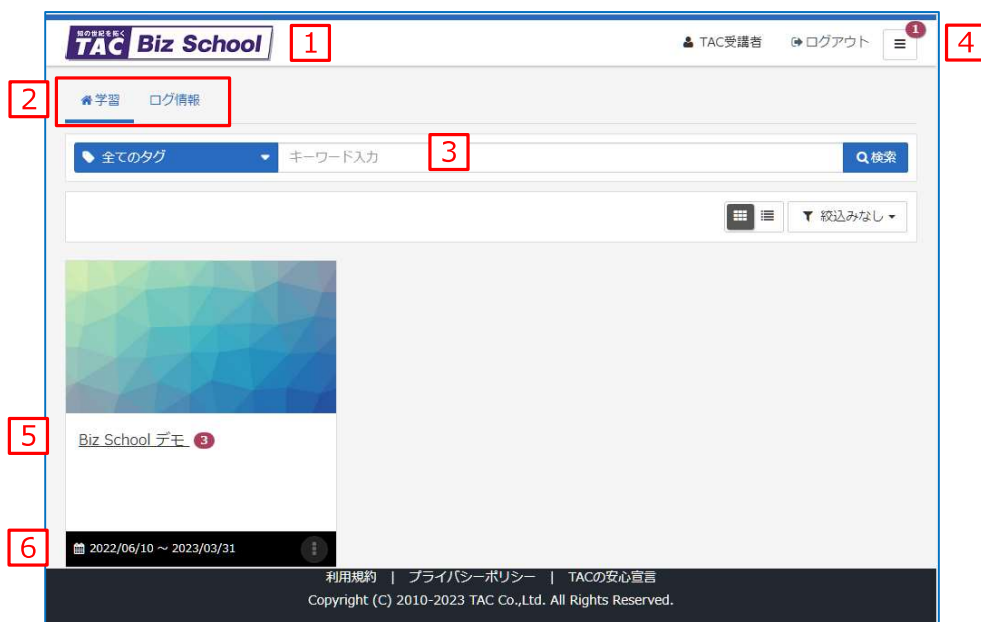 知の世紀を拓く
TAC Biz School
1
TAC受講者 ログアウト 1
4
2
学習 ログ情報
全てのタグ キーワード入力 検索
3
絞込みなし
5
Biz School デモ 3
6
2022/06/10 ～ 2023/03/31
利用規約 | プライバシーポリシー | TACの安心宣言
Copyright (C) 2010-2023 TAC Co.,Ltd. All Rights Reserved.